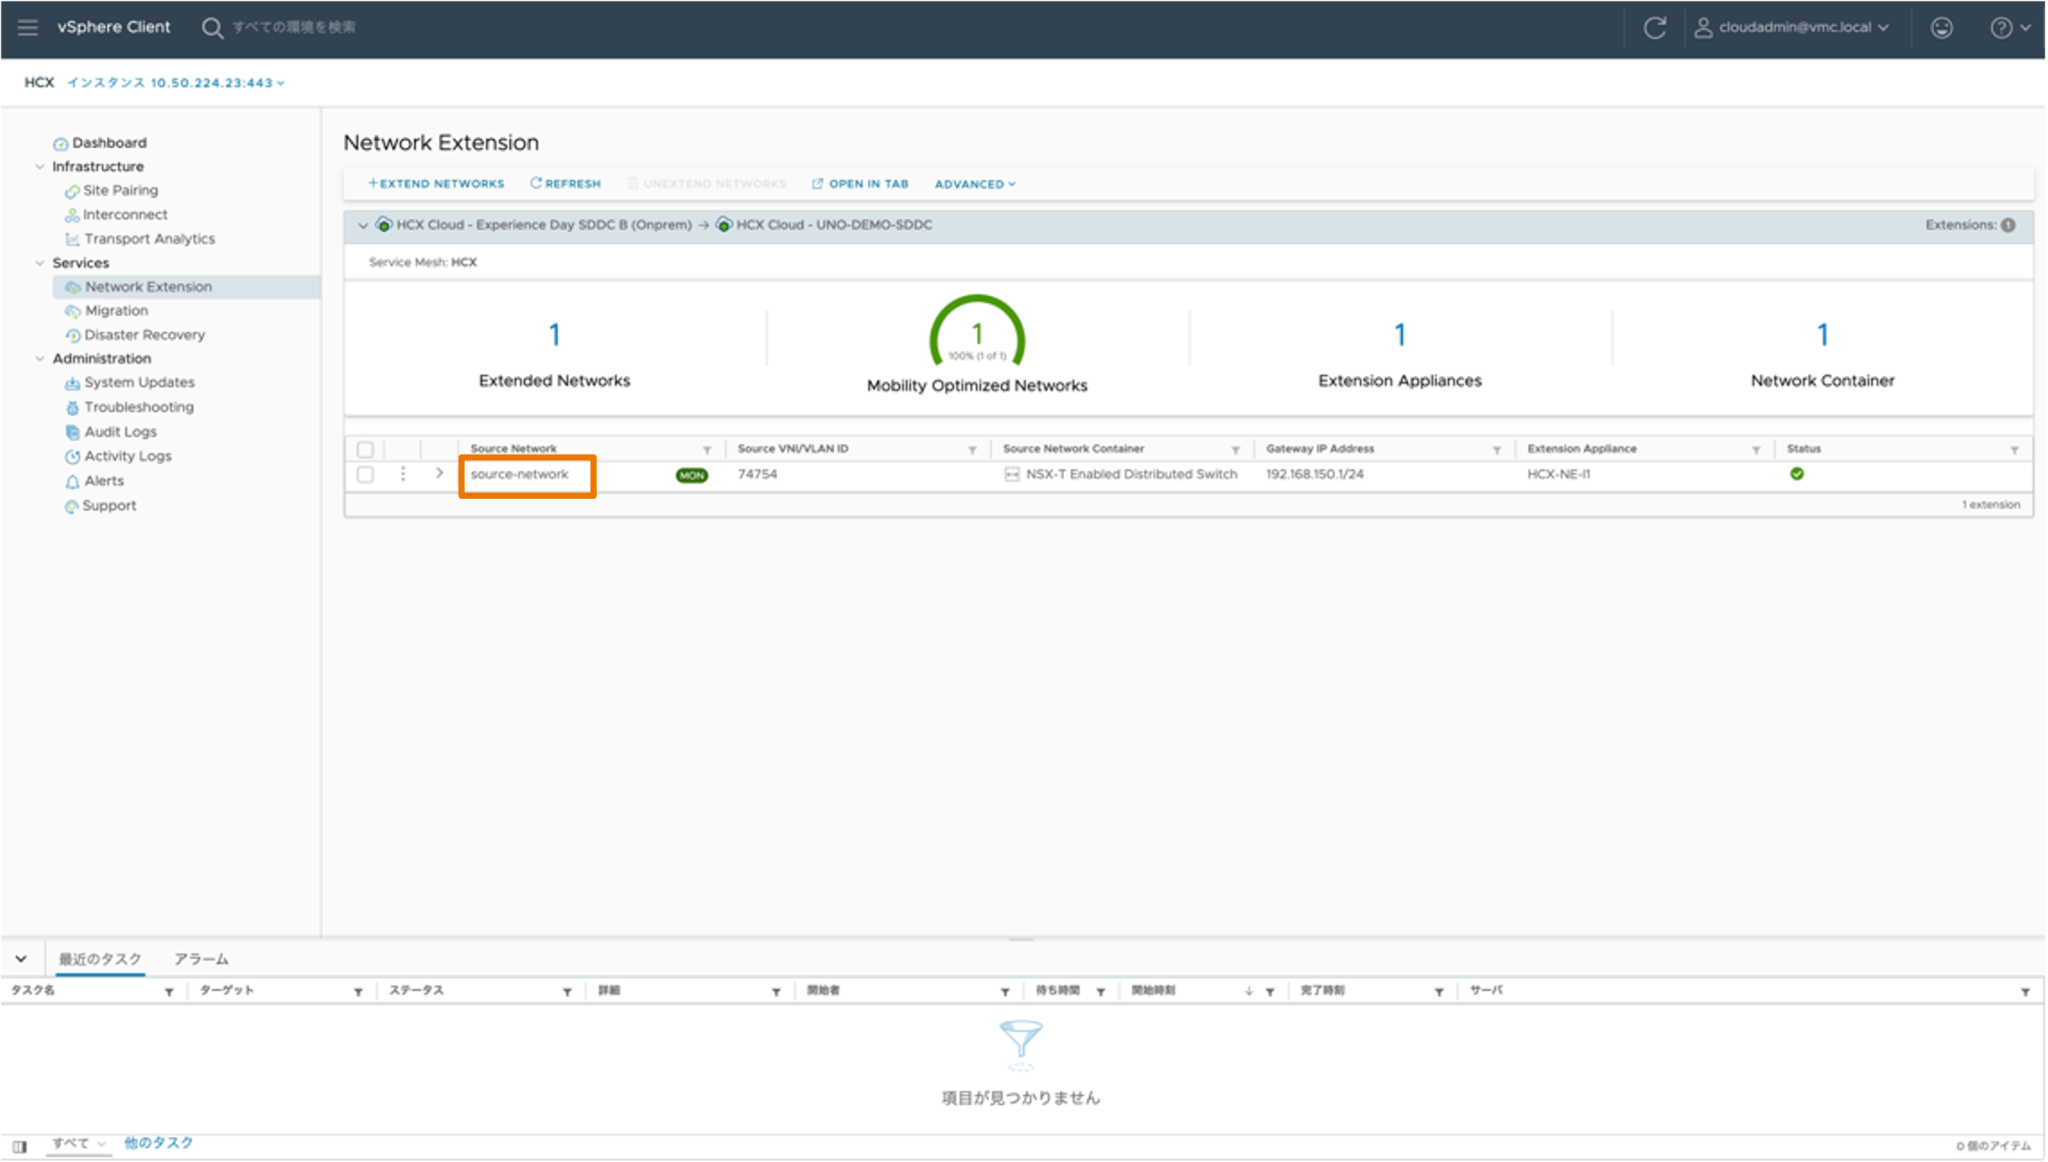 vSphere Client
すべての環境を検索
cloudadmin@vmc.local
HCX インスタンス 10.50.224.23:443
Dashboard
Infrastructure
Site Pairing
Interconnect
Transport Analytics
Services
Network Extension
Migration
Disaster Recovery
Administration
System Updates
Troubleshooting
Audit Logs
Activity Logs
Alerts
Support
Network Extension
+EXTEND NETWORKS REFRESH UNEXTEND NETWORKS OPEN IN TAB ADVANCED
HCX Cloud - Experience Day SDDC B (Onprem) → HCX Cloud - UNO-DEMO-SDDC Extensions: 1
Service Mesh: HCX
1
Extended Networks
1
100% (1 of 1)
Mobility Optimized Networks
1
Extension Appliances
1
Network Container
Source Network Source VNI/VLAN ID Source Network Container Gateway IP Address Extension Appliance Status
source-network MON 74754 NSX-T Enabled Distributed Switch 192.168.150.1/24 HCX-NE-I1
1 extension
最近のタスク アラーム
タスク名 ターゲット ステータス 詳細 開始者 待ち時間 開始時刻 ↓ 完了時刻 サーバ
項目が見つかりません
すべて 他のタスク 0 個のアイテム